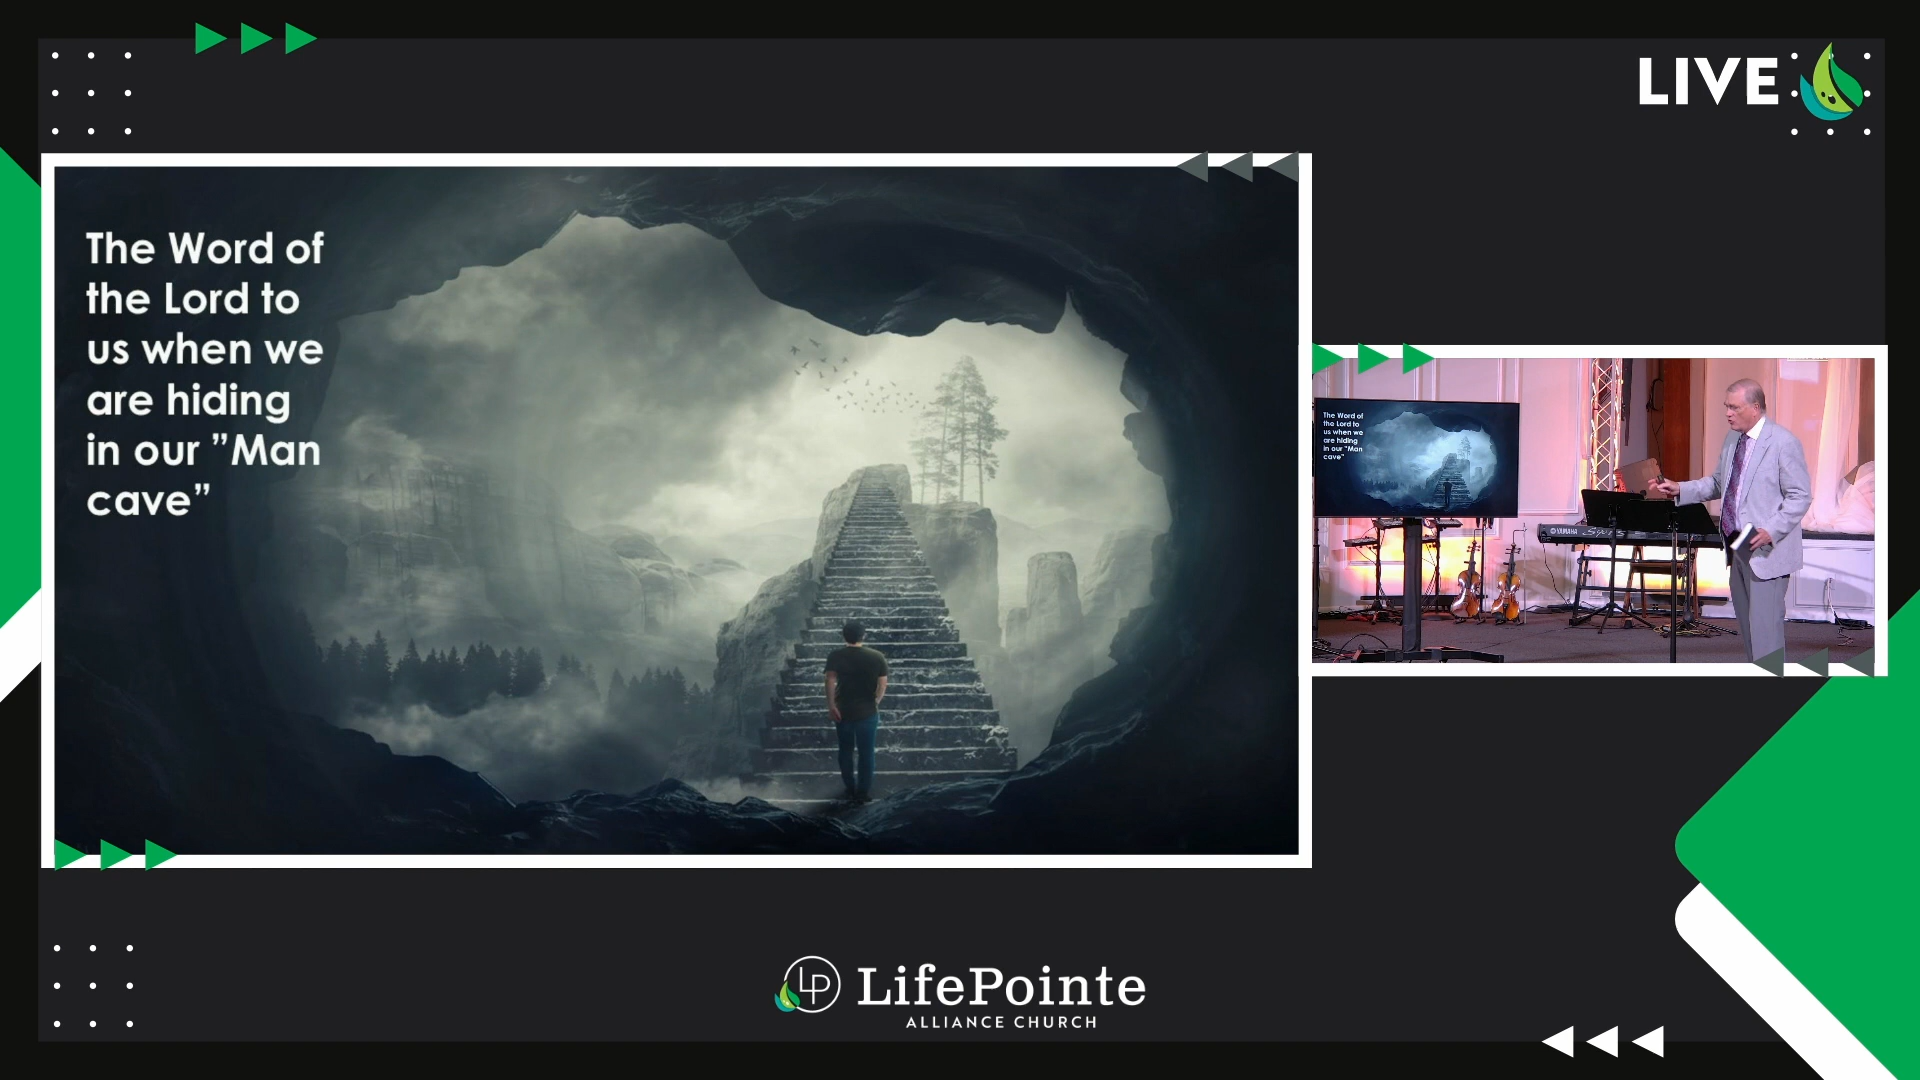 LIVE
The Word of
the Lord to
us when we
are hiding
in our ”Man
cave”
The Word of
the Lord to
us when we
are hiding
in our ”Man
cave”
YAMAHA
LP LifePointe
ALLIANCE CHURCH